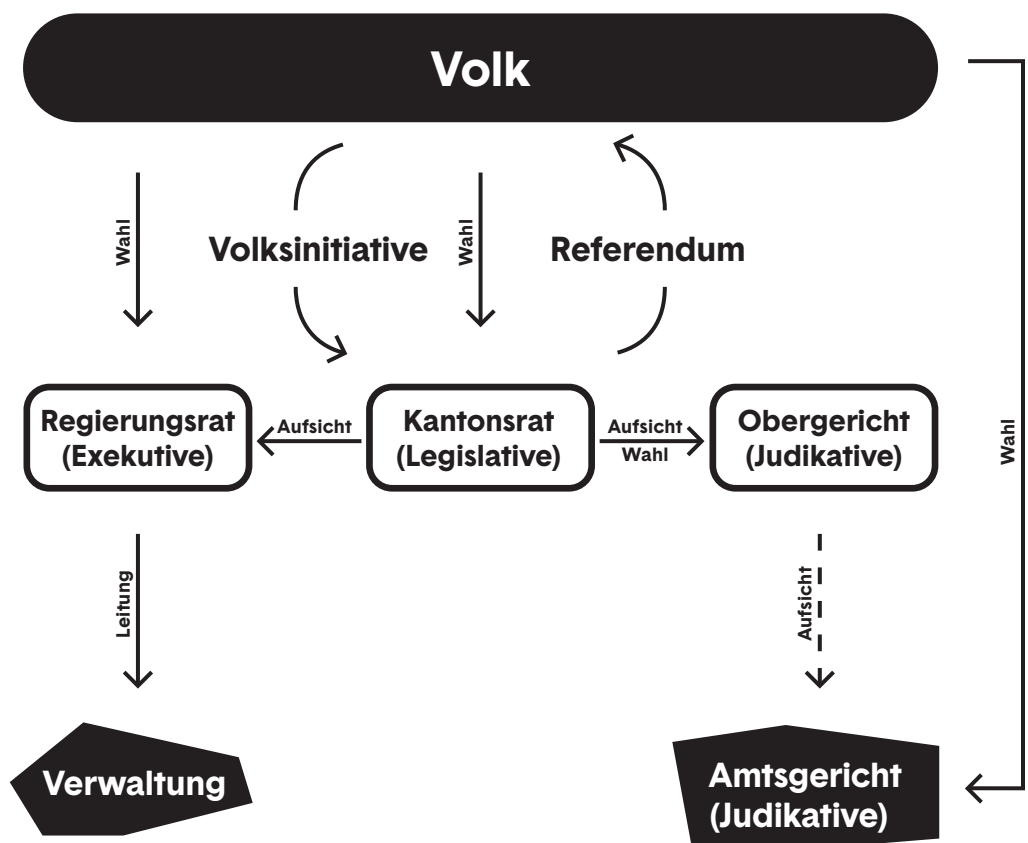 Volk
Wahl
Volksinitiative
Wahl
Referendum
Regierungsrat
(Exekutive)
Aufsicht
Kantonsrat
(Legislative)
Aufsicht
Wahl
Obergericht
(Judikative)
Wahl
Leitung
Aufsicht
Verwaltung
Amtsgericht
(Judikative)